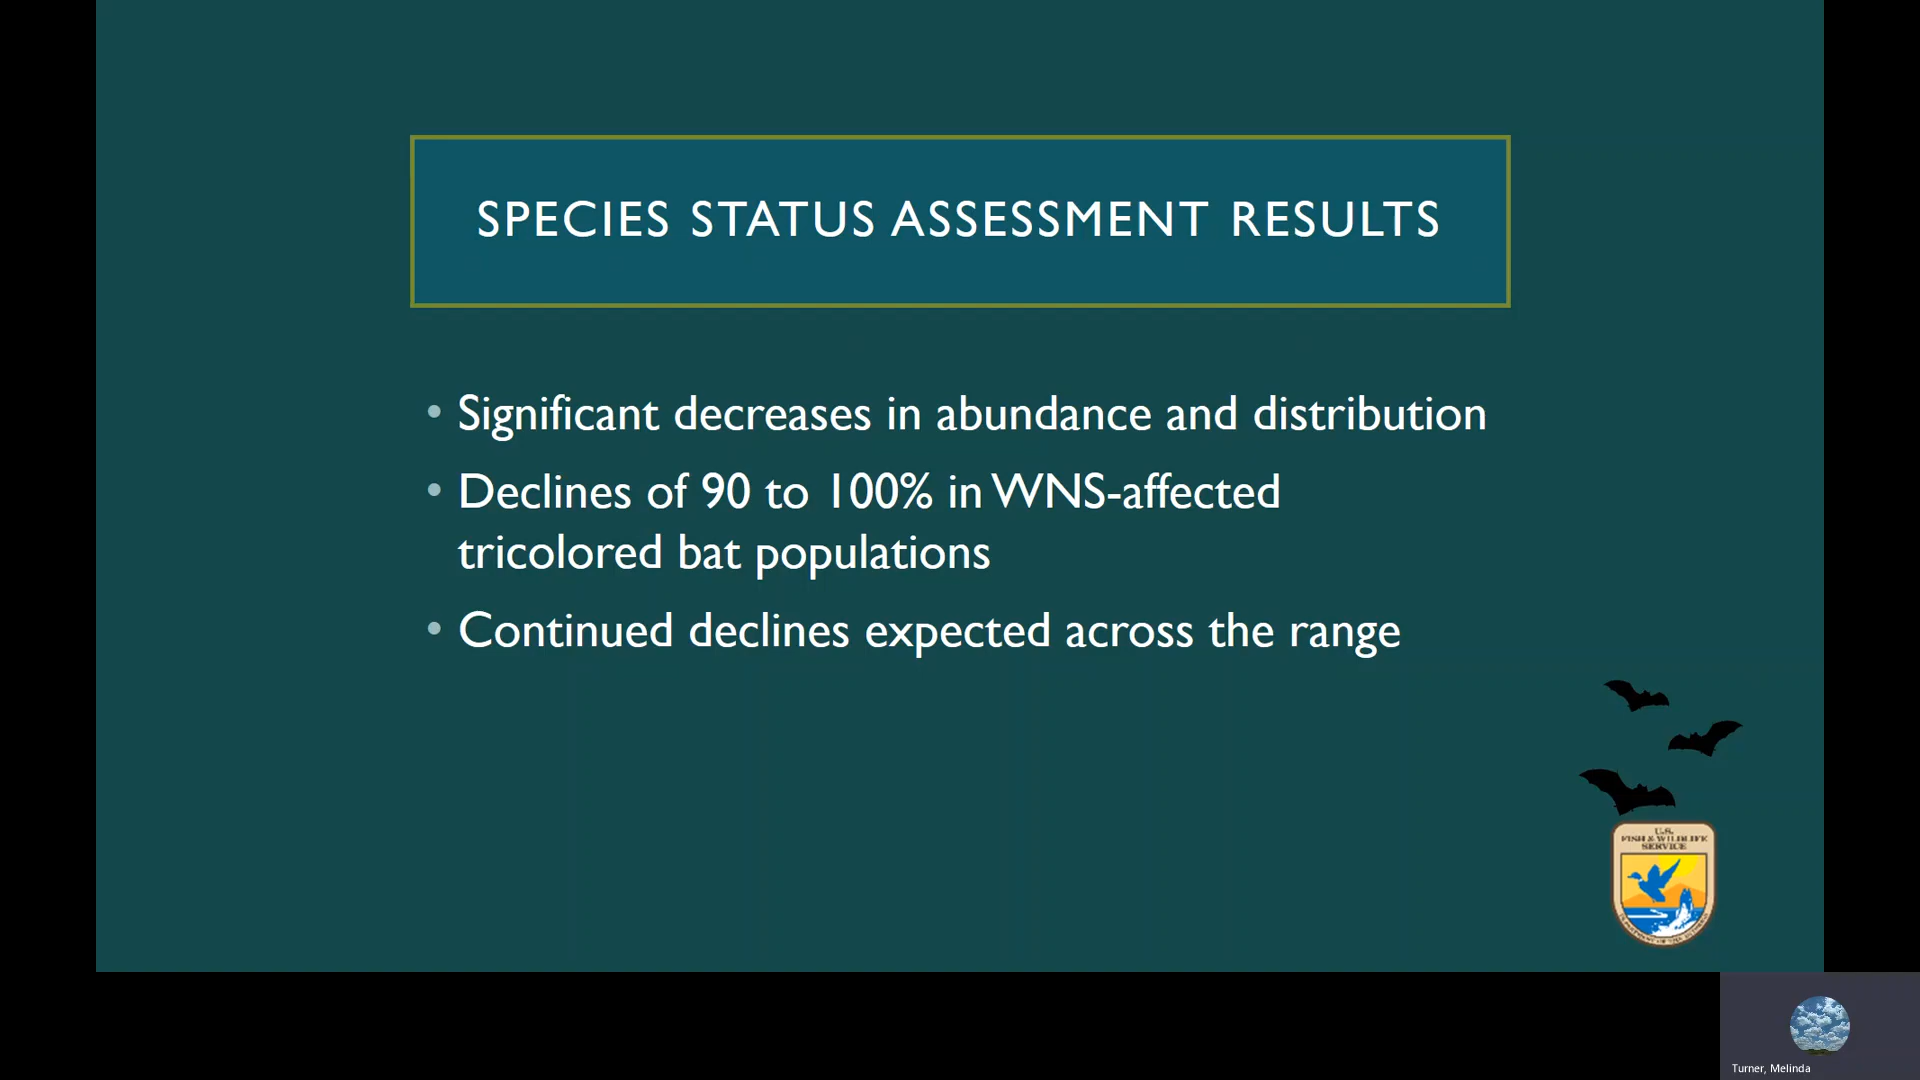 SPECIES STATUS ASSESSMENT RESULTS
• Significant decreases in abundance and distribution
• Declines of 90 to 100% in WNS-affected
tricolored bat populations
• Continued declines expected across the range
U.S.
FISH & WILDLIFE
SERVICE
Turner, Melinda